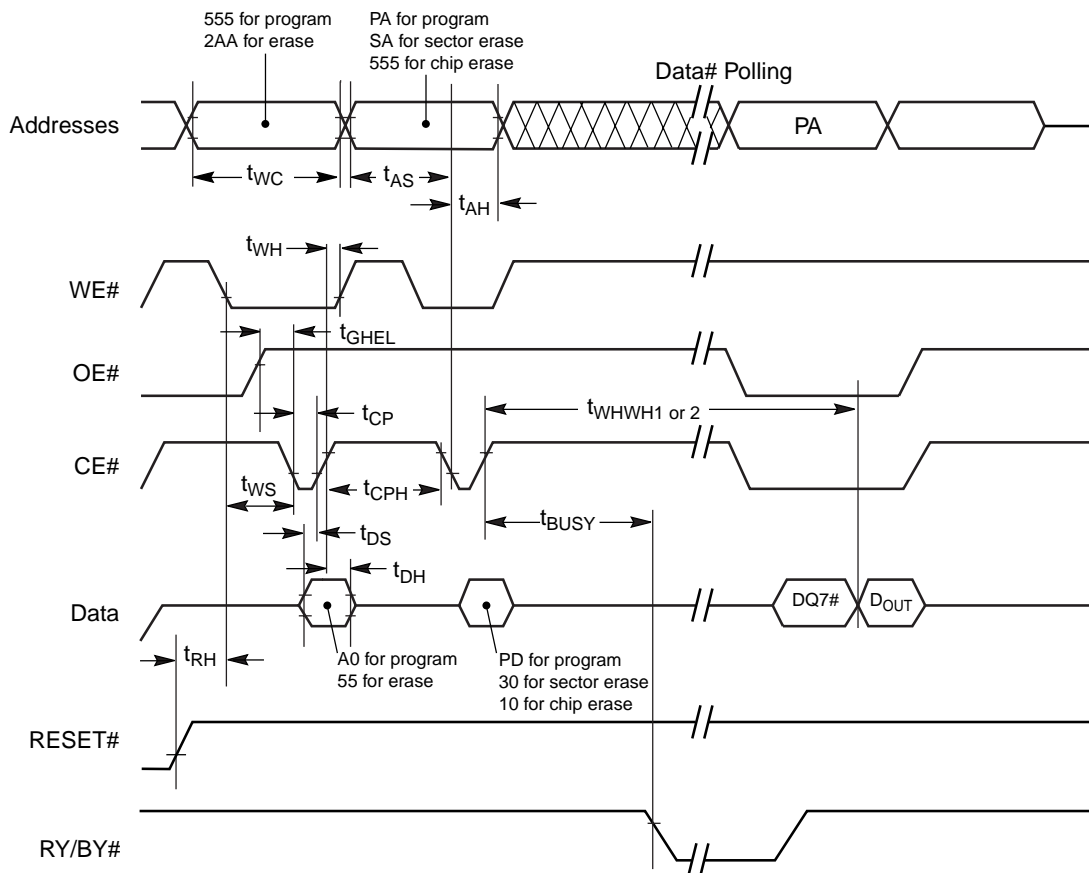 555 for program
2AA for erase
PA for program
SA for sector erase
555 for chip erase
Data# Polling
Addresses
PA
tWC
tAS
tAH
tWH
WE#
tGHEL
OE#
tWHWH1 or 2
tCP
CE#
tWS
tCPH
tBUSY
tDS
tDH
Data
DQ7#
DOUT
tRH
A0 for program
55 for erase
PD for program
30 for sector erase
10 for chip erase
RESET#
RY/BY#